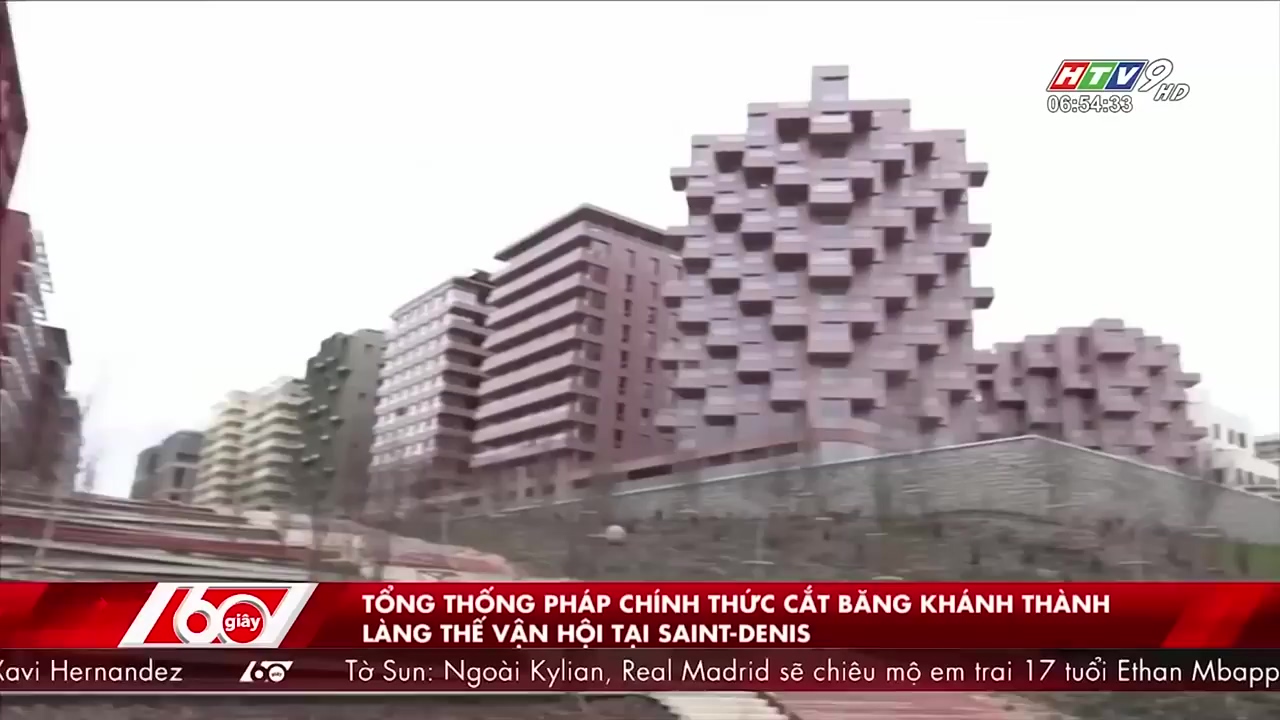 HTV9 HD
06:54:33
60 giây
TỔNG THỐNG PHÁP CHÍNH THỨC CẮT BĂNG KHÁNH THÀNH
LÀNG THẾ VẬN HỘI TẠI SAINT-DENIS
Xavi Hernandez 60 giây Tờ Sun: Ngoài Kylian, Real Madrid sẽ chiêu mộ em trai 17 tuổi Ethan Mbapp